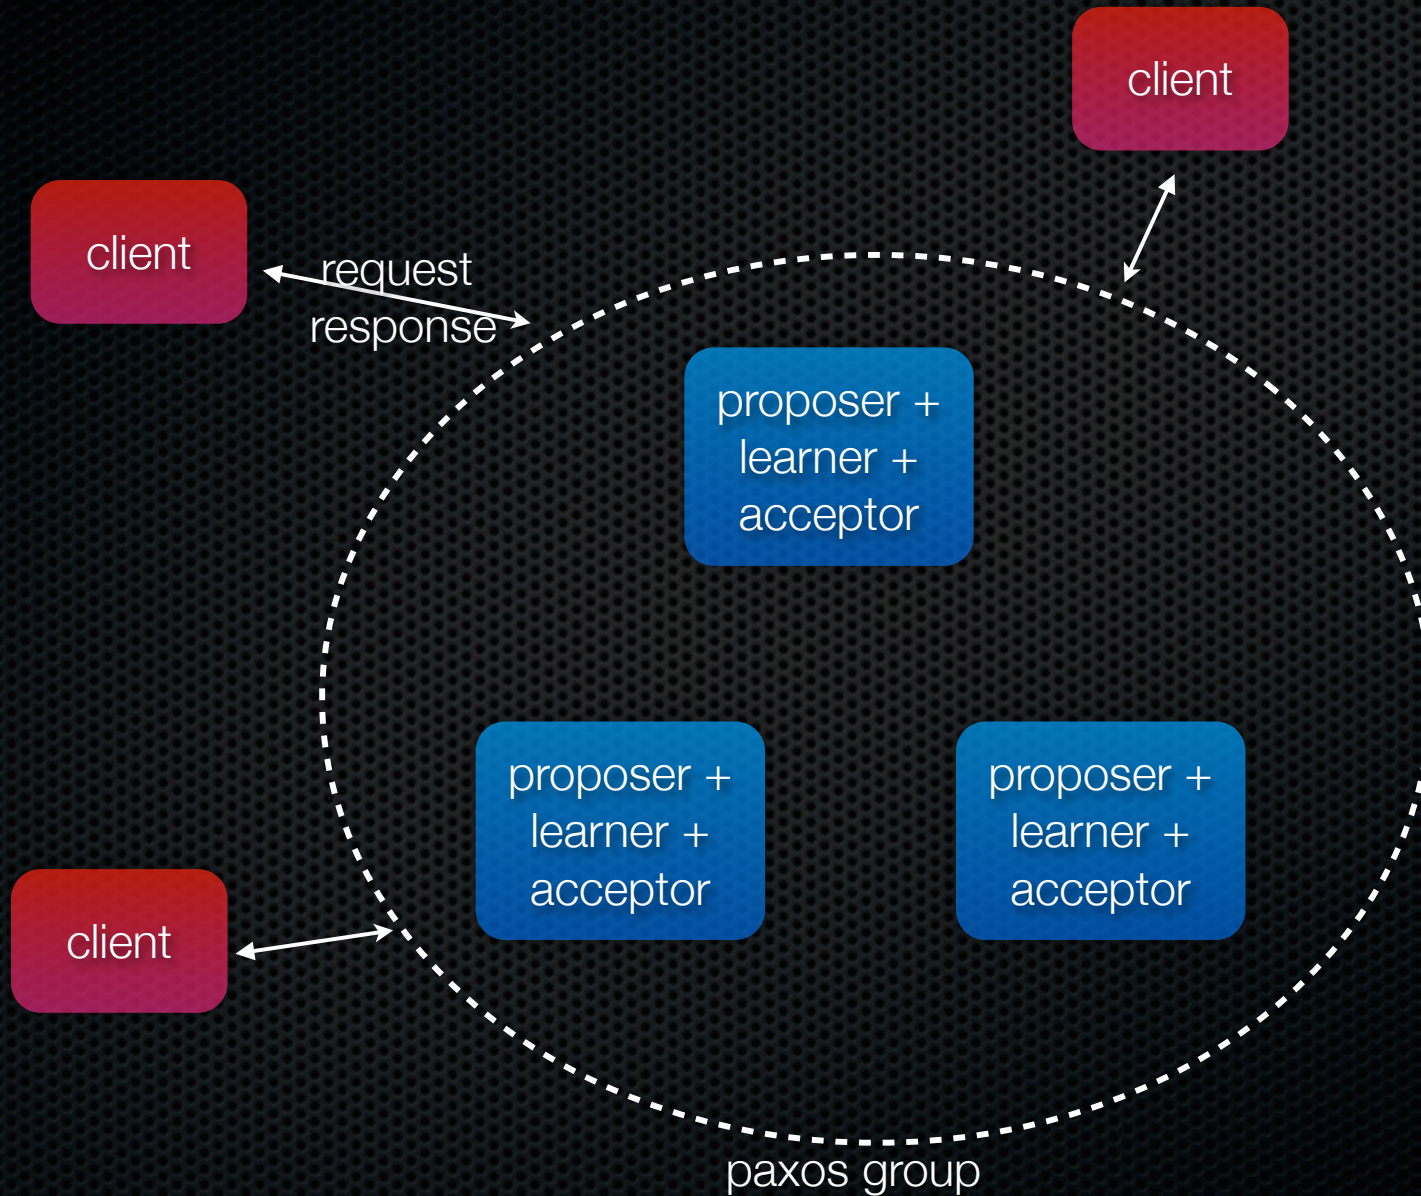 client
client
request
response
proposer +
learner +
acceptor
proposer +
learner +
acceptor
proposer +
learner +
acceptor
client
paxos group